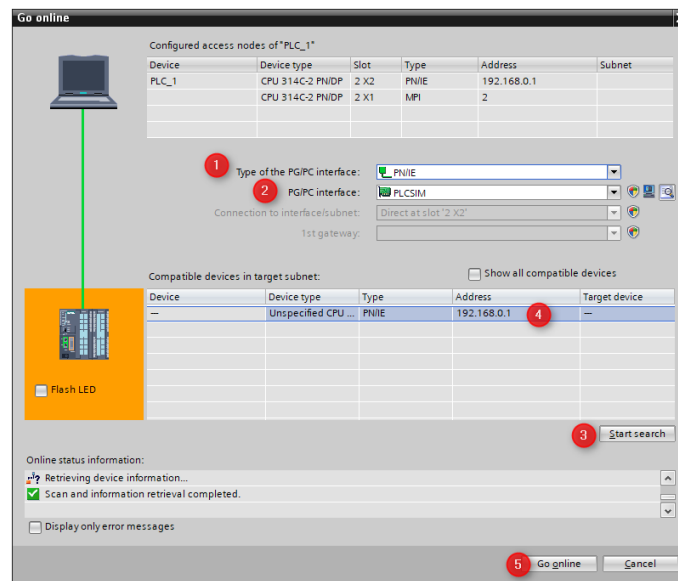 Go online
Configured access nodes of "PLC_1"
Device Device type Slot Type Address Subnet
PLC_1 CPU 314C-2 PN/DP 2 X2 PN/IE 192.168.0.1
CPU 314C-2 PN/DP 2 X1 MPI 2
1 Type of the PG/PC interface: PN/IE
2 PG/PC interface: PLCSIM
Connection to interface/subnet: Direct at slot '2 X2'
1st gateway:
Compatible devices in target subnet: Show all compatible devices
Device Device type Type Address Target device
— Unspecified CPU ... PN/IE 192.168.0.1 4 —
Flash LED
3 Start search
Online status information:
Retrieving device information...
Scan and information retrieval completed.
Display only error messages
5 Go online Cancel